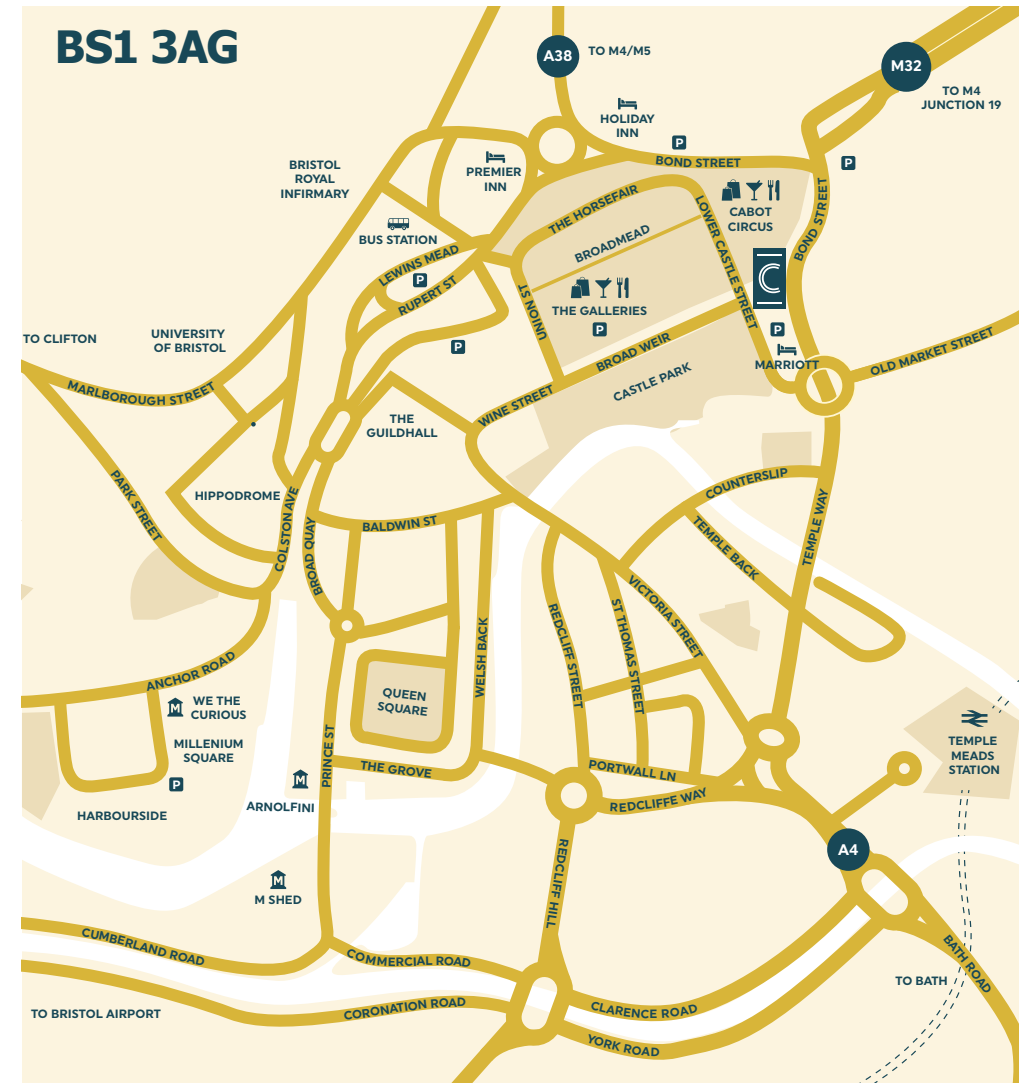 BS1 3AG
A38
TO M4/M5
M32
TO M4
JUNCTION 19
HOLIDAY
INN
P
BOND STREET
P
BRISTOL
ROYAL
INFIRMARY
PREMIER
INN
THE HORSEFAIR
CABOT
CIRCUS
BOND STREET
LOWER CASTLE STREET
BROADMEAD
BUS STATION
LEWINS MEAD
P
RUPERT ST
UNION ST
THE GALLERIES
P
C
P
TO CLIFTON
UNIVERSITY
OF BRISTOL
P
BROAD WEIR
MARRIOTT
OLD MARKET STREET
MARLBOROUGH STREET
CASTLE PARK
WINE STREET
THE
GUILDHALL
PARK STREET
HIPPODROME
COLSTON AVE
BROAD QUAY
BALDWIN ST
COUNTERSLIP
TEMPLE WAY
TEMPLE BACK
VICTORIA STREET
ST THOMAS STREET
REDCLIFF STREET
WELSH BACK
QUEEN
SQUARE
ANCHOR ROAD
M
WE THE
CURIOUS
MILLENIUM
SQUARE
P
HARBOURSIDE
PRINCE ST
THE GROVE
M
ARNOLFINI
PORTWALL LN
REDCLIFFE WAY
TEMPLE
MEADS
STATION
A4
M
M SHED
REDCLIFF HILL
CUMBERLAND ROAD
COMMERCIAL ROAD
BATH ROAD
TO BATH
TO BRISTOL AIRPORT
CORONATION ROAD
CLARENCE ROAD
YORK ROAD